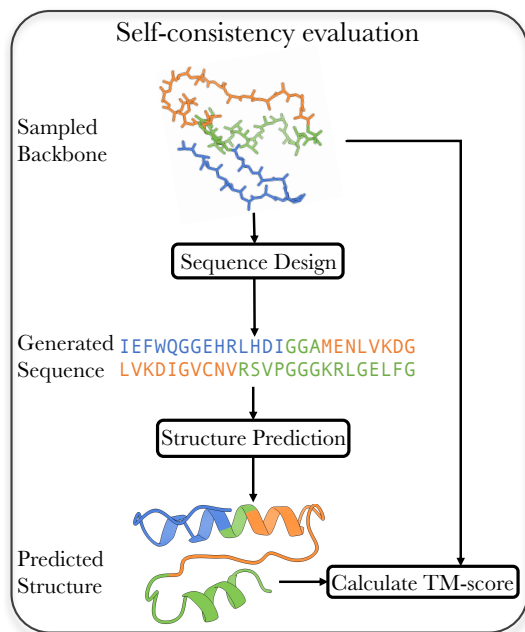 Self-consistency evaluation
Sampled
Backbone
Sequence Design
Generated
Sequence
IEFWQGGEHRLHDIGGAMENLVKDG
LVKDIGVCNVRSVPGGGKRLGELFG
Structure Prediction
Predicted
Structure
Calculate TM-score